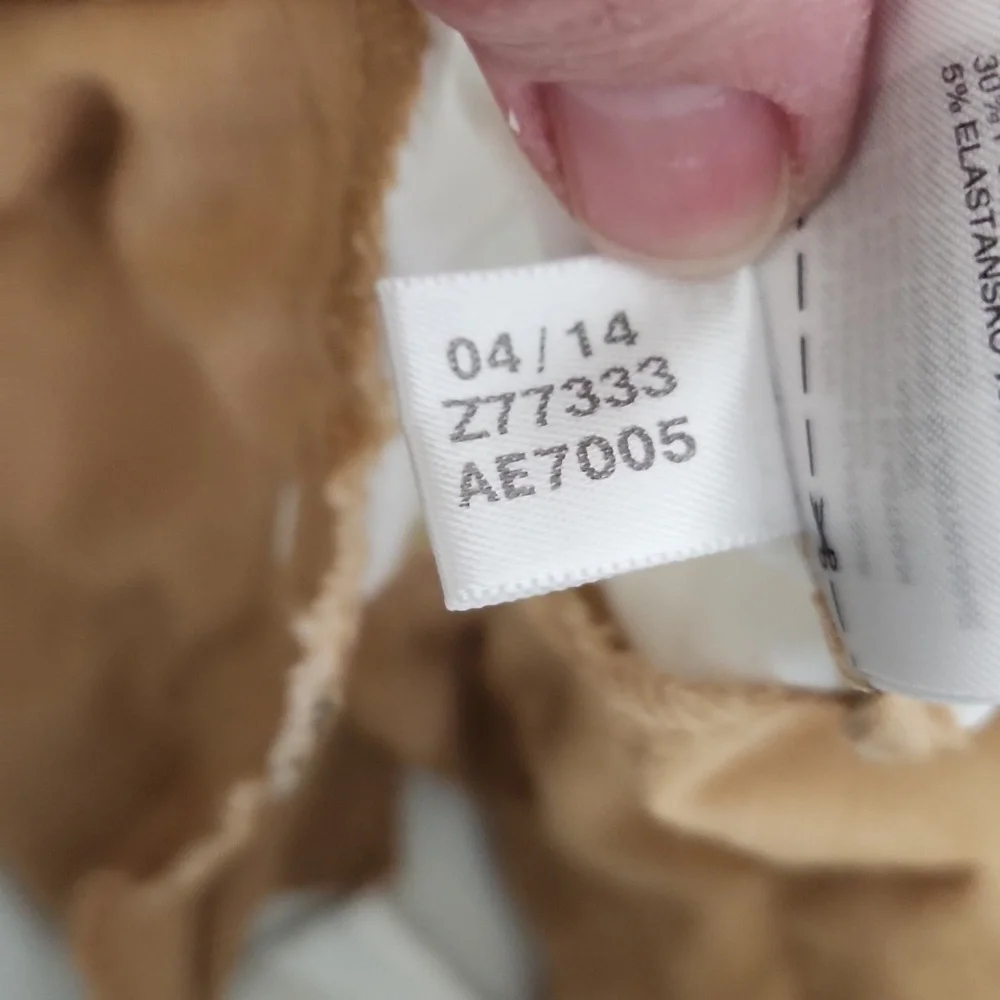 04/14
Z77333
AE7005
5% ELASTANSKO